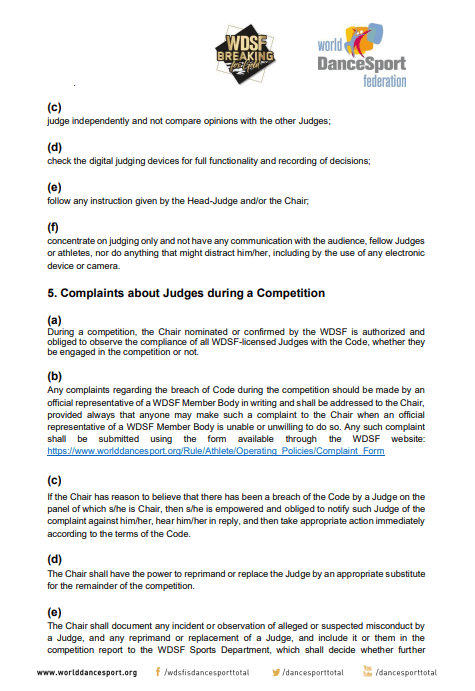 WDSF
BREAKING
for Gold
world
DanceSport
federation
.
(c)
judge independently and not compare opinions with the other Judges;
(d)
check the digital judging devices for full functionality and recording of decisions;
(e)
follow any instruction given by the Head-Judge and/or the Chair;
(f)
concentrate on judging only and not have any communication with the audience, fellow Judges
or athletes, nor do anything that might distract him/her, including by the use of any electronic
device or camera.
5. Complaints about Judges during a Competition
(a)
During a competition, the Chair nominated or confirmed by the WDSF is authorized and
obliged to observe the compliance of all WDSF-licensed Judges with the Code, whether they
be engaged in the competition or not.
(b)
Any complaints regarding the breach of Code during the competition should be made by an
official representative of a WDSF Member Body in writing and shall be addressed to the Chair,
provided always that anyone may make such a complaint to the Chair when an official
representative of a WDSF Member Body is unable or unwilling to do so. Any such complaint
shall be submitted using the form available through the WDSF website:
https://www.worlddancesport.org/Rule/Athlete/Operating_Policies/Complaint_Form
(c)
If the Chair has reason to believe that there has been a breach of the Code by a Judge on the
panel of which s/he is Chair, then s/he is empowered and obliged to notify such Judge of the
complaint against him/her, hear him/her in reply, and then take appropriate action immediately
according to the terms of the Code.
(d)
The Chair shall have the power to reprimand or replace the Judge by an appropriate substitute
for the remainder of the competition.
(e)
The Chair shall document any incident or observation of alleged or suspected misconduct by
a Judge, and any reprimand or replacement of a Judge, and include it or them in the
competition report to the WDSF Sports Department, which shall decide whether further
www.worlddancesport.org f /wdsfisdancesporttotal /dancesporttotal You Tube /dancesporttotal